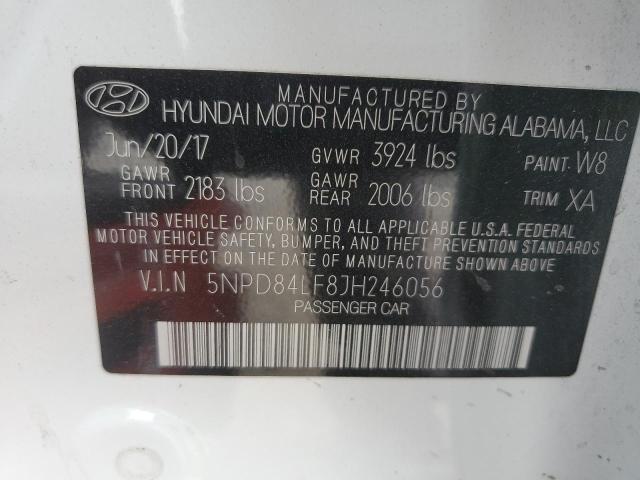 MANUFACTURED BY
HYUNDAI MOTOR MANUFACTURING ALABAMA, LLC
Jun/20/17 GVWR 3924 lbs PAINT W8
GAWR FRONT 2183 lbs GAWR REAR 2006 lbs TRIM XA
THIS VEHICLE CONFORMS TO ALL APPLICABLE U.S.A. FEDERAL
MOTOR VEHICLE SAFETY, BUMPER, AND THEFT PREVENTION STANDARDS
IN EFFECT ON THE DATE OF MANUFACTURE SHOWN ABOVE.
V.I.N 5NPD84LF8JH246056
PASSENGER CAR